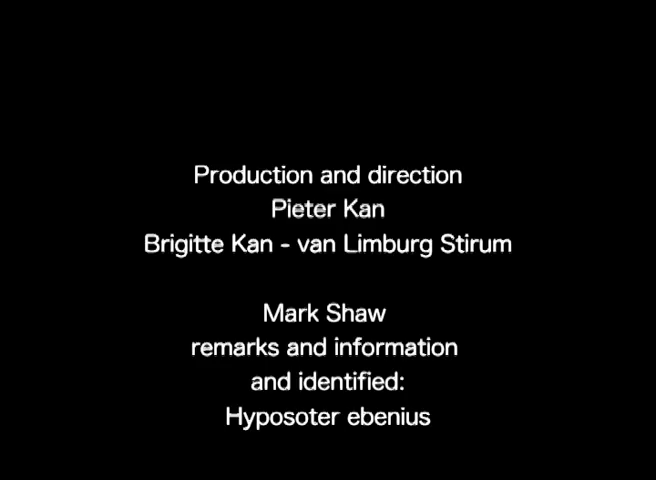 Production and direction
Pieter Kan
Brigitte Kan - van Limburg Stirum
Mark Shaw
remarks and information
and identified:
Hyposoter ebenius